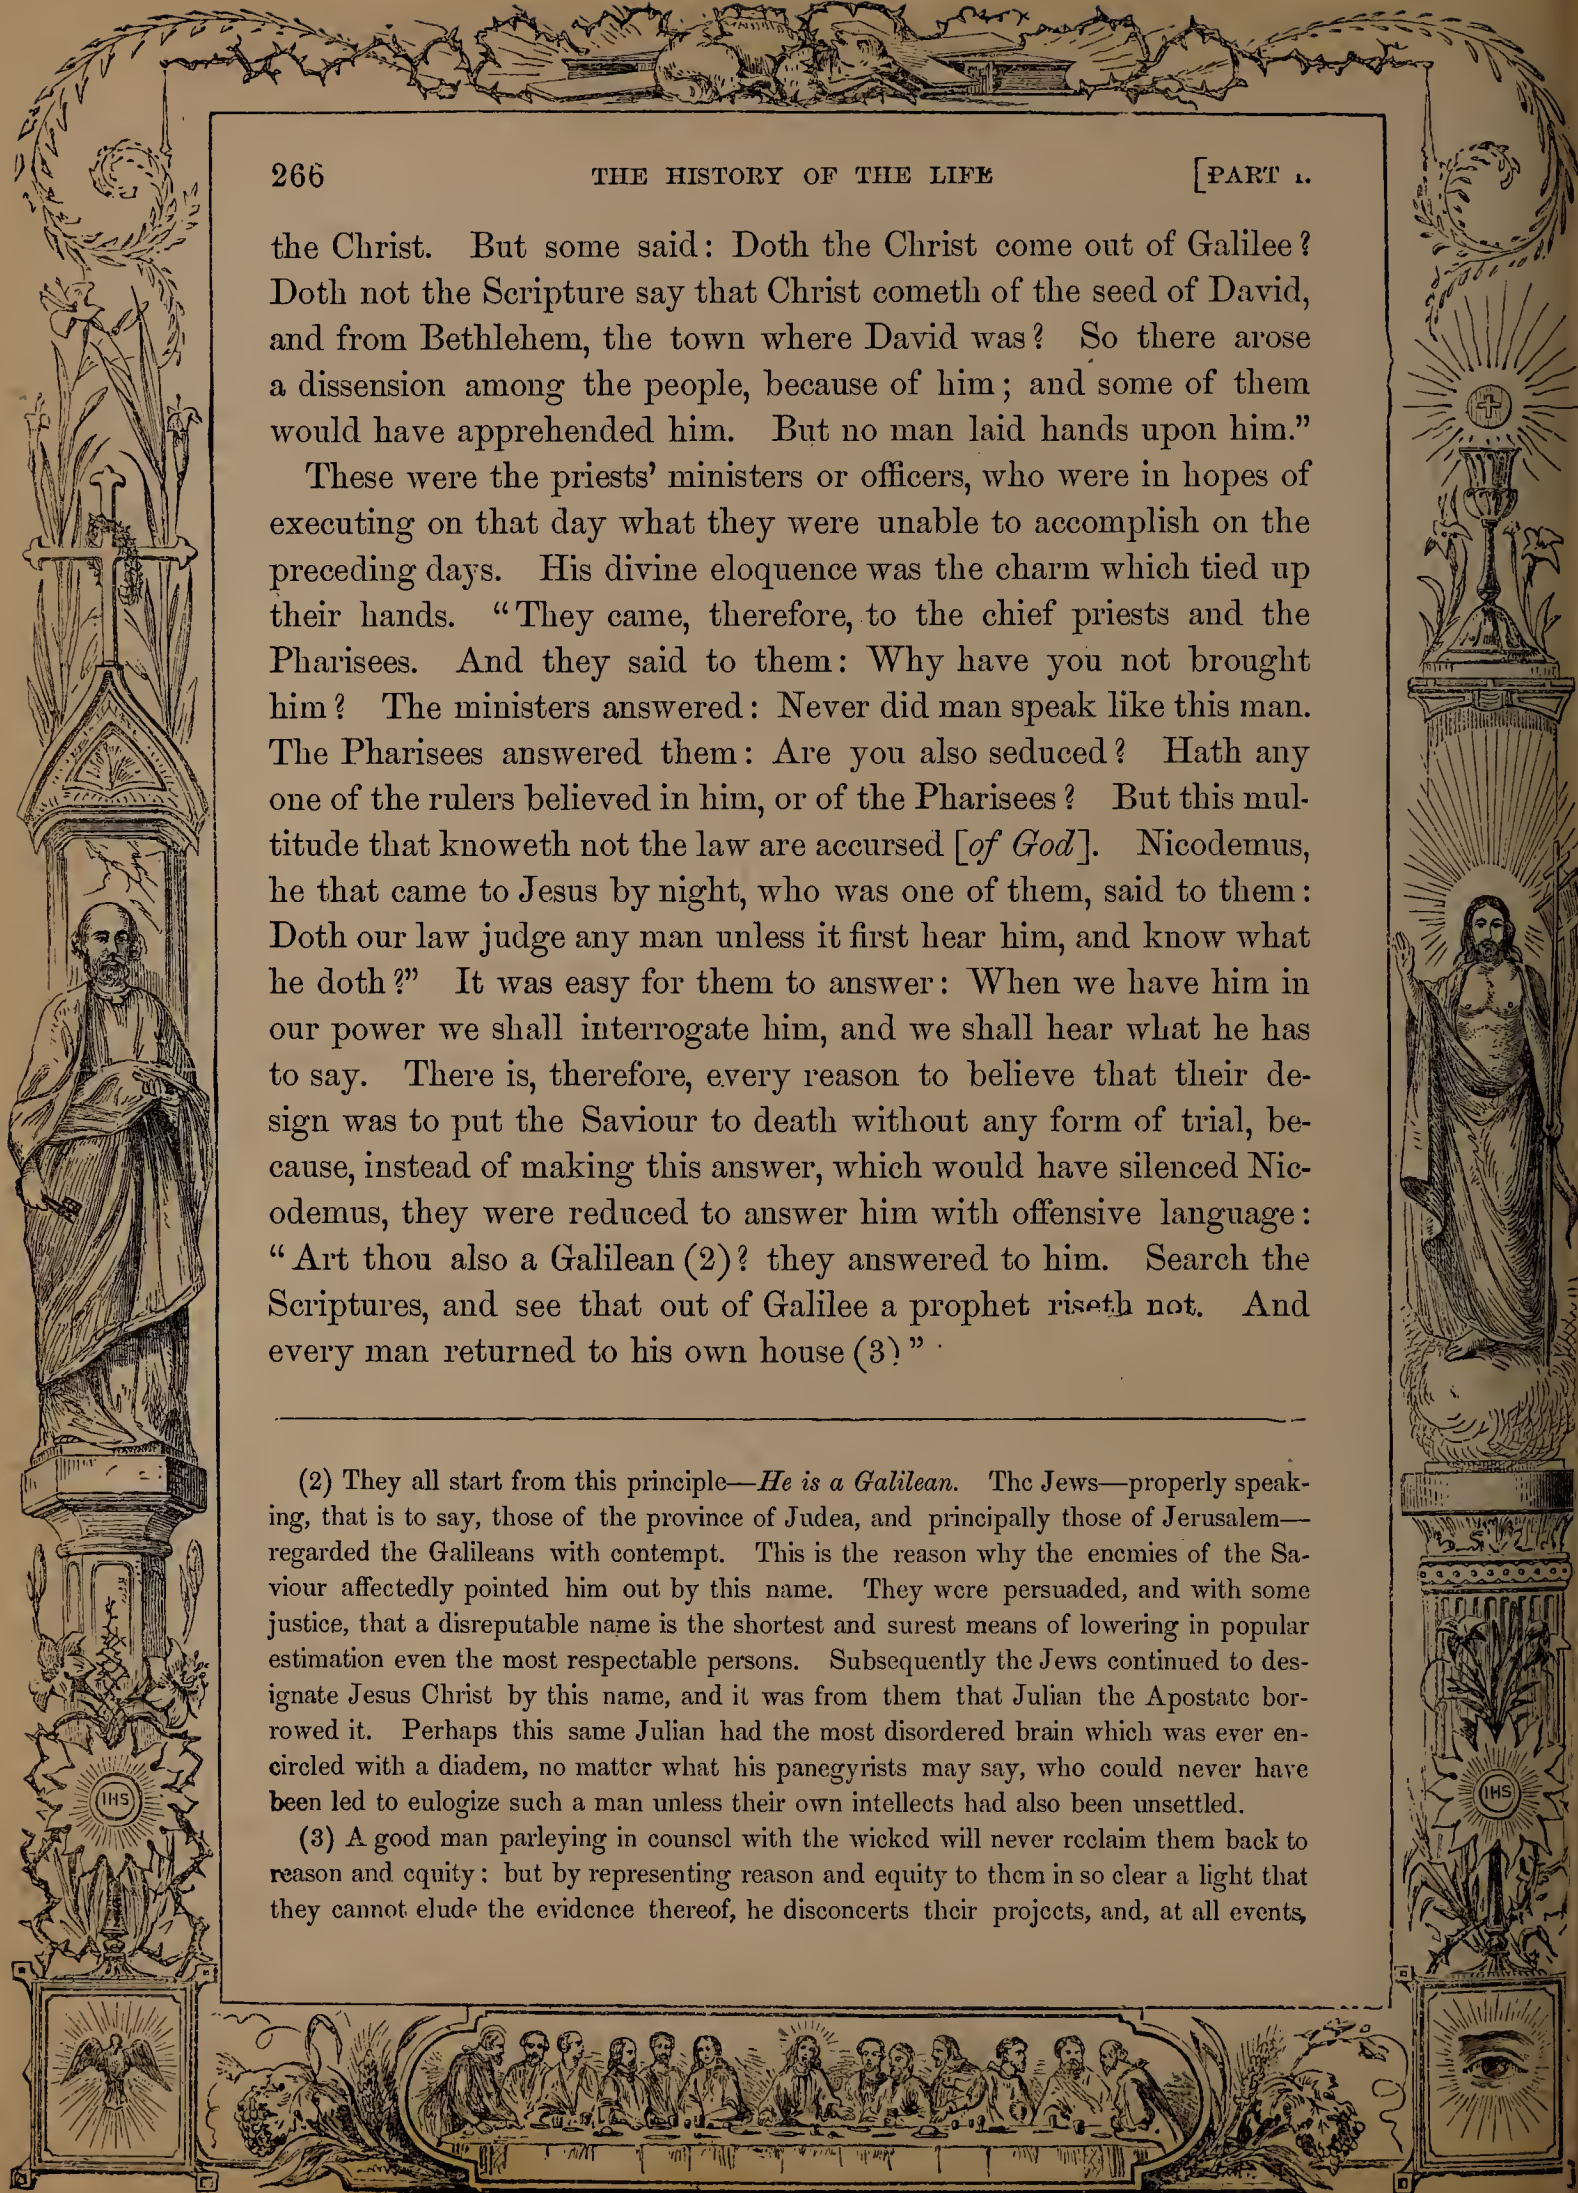 266 THE HISTORY OF THE LIFE [PART I.
the Christ. But some said: Doth the Christ come out of Galilee?
Doth not the Scripture say that Christ cometh of the seed of David,
and from Bethlehem, the town where David was? So there arose
a dissension among the people, because of him; and some of them
would have apprehended him. But no man laid hands upon him.”
These were the priests’ ministers or officers, who were in hopes of
executing on that day what they were unable to accomplish on the
preceding days. His divine eloquence was the charm which tied up
their hands. “They came, therefore, to the chief priests and the
Pharisees. And they said to them: Why have you not brought
him? The ministers answered: Never did man speak like this man.
The Pharisees answered them: Are you also seduced? Hath any
one of the rulers believed in him, or of the Pharisees? But this mul-
titude that knoweth not the law are accursed [of God]. Nicodemus,
he that came to Jesus by night, who was one of them, said to them:
Doth our law judge any man unless it first hear him, and know what
he doth?” It was easy for them to answer: When we have him in
our power we shall interrogate him, and we shall hear what he has
to say. There is, therefore, every reason to believe that their de-
sign was to put the Saviour to death without any form of trial, be-
cause, instead of making this answer, which would have silenced Nic-
odemus, they were reduced to answer him with offensive language:
“Art thou also a Galilean (2)? they answered to him. Search the
Scriptures, and see that out of Galilee a prophet riseth not. And
every man returned to his own house (3)”
(2) They all start from this principle—He is a Galilean. The Jews—properly speak-
ing, that is to say, those of the province of Judea, and principally those of Jerusalem—
regarded the Galileans with contempt. This is the reason why the enemies of the Sa-
viour affectedly pointed him out by this name. They were persuaded, and with some
justice, that a disreputable name is the shortest and surest means of lowering in popular
estimation even the most respectable persons. Subsequently the Jews continued to des-
ignate Jesus Christ by this name, and it was from them that Julian the Apostate bor-
rowed it. Perhaps this same Julian had the most disordered brain which was ever en-
circled with a diadem, no matter what his panegyrists may say, who could never have
been led to eulogize such a man unless their own intellects had also been unsettled.
(3) A good man parleying in counsel with the wicked will never reclaim them back to
reason and equity: but by representing reason and equity to them in so clear a light that
they cannot elude the evidence thereof, he disconcerts their projects, and, at all events,
IHS
IHS